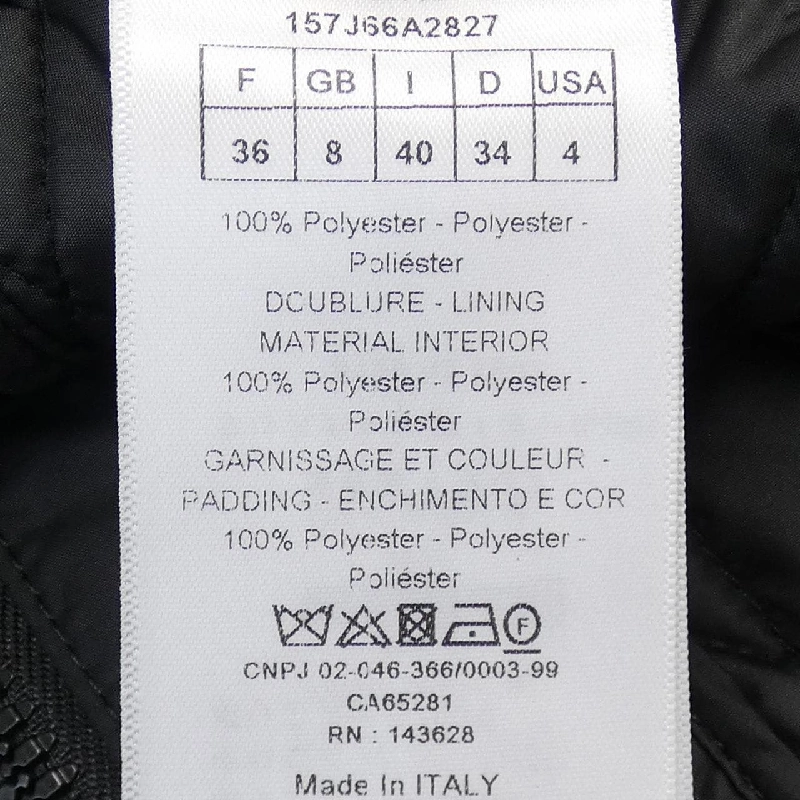 157J66A2827
F GB I D USA
36 8 40 34 4
100% Polyester - Polyester -
Poliéster
DOUBLURE - LINING
MATERIAL INTERIOR
100% Polyester - Polyester -
Poliéster
GARNISSAGE ET COULEUR -
PADDING - ENCHIMENTO E COR
100% Polyester - Polyester -
Poliéster
F
CNPJ 02-046-366/0003-99
CA65281
RN : 143628
Made In ITALY